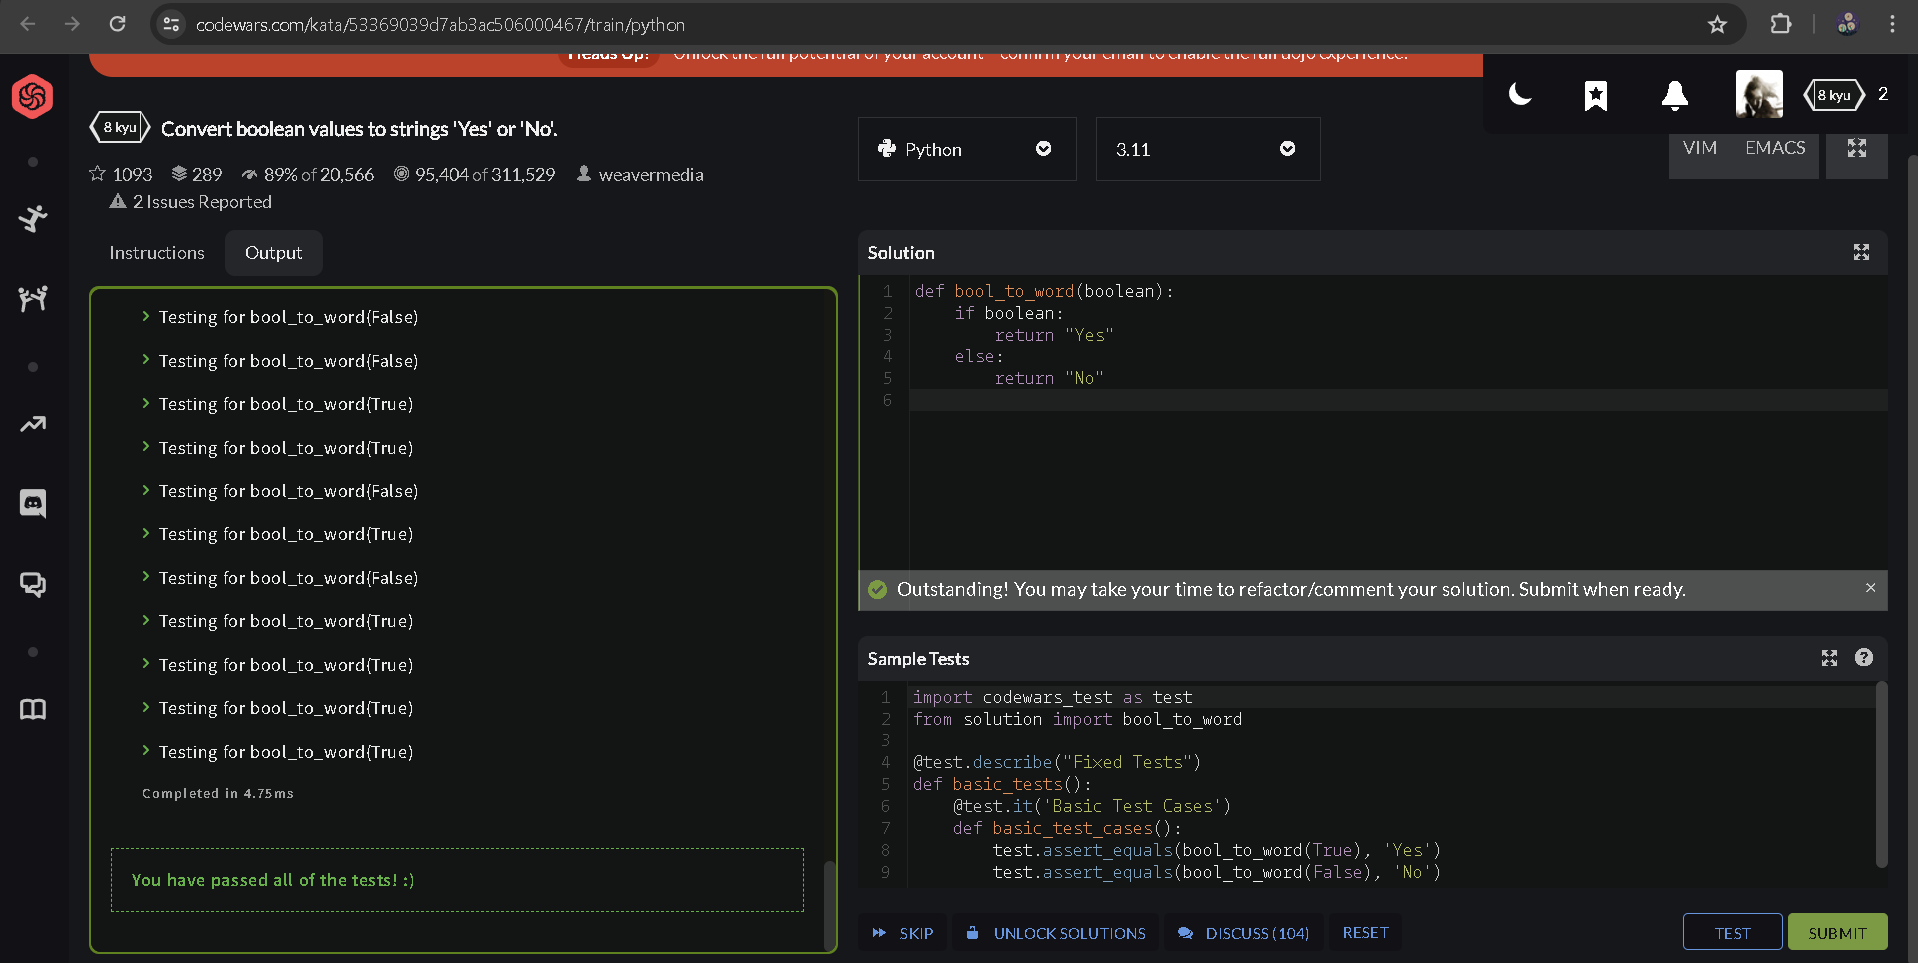 codewars.com/kata/53369039d7ab3ac506000467/train/python
Heads Up! Unlock the full potential of your account - confirm your email to enable the full dojo experience.
8 kyu 2
8 kyu Convert boolean values to strings 'Yes' or 'No'.
1093 289 89% of 20,566 95,404 of 311,529 weavermedia
2 Issues Reported
Python 3.11 VIM EMACS
Instructions Output
Testing for bool_to_word(False)
Testing for bool_to_word(False)
Testing for bool_to_word(True)
Testing for bool_to_word(True)
Testing for bool_to_word(False)
Testing for bool_to_word(True)
Testing for bool_to_word(False)
Testing for bool_to_word(True)
Testing for bool_to_word(True)
Testing for bool_to_word(True)
Testing for bool_to_word(True)
Completed in 4.75ms
You have passed all of the tests! :)
Solution
1 def bool_to_word(boolean):
2     if boolean:
3         return "Yes"
4     else:
5         return "No"
6
Outstanding! You may take your time to refactor/comment your solution. Submit when ready.
Sample Tests
1 import codewars_test as test
2 from solution import bool_to_word
3
4 @test.describe("Fixed Tests")
5 def basic_tests():
6     @test.it('Basic Test Cases')
7     def basic_test_cases():
8         test.assert_equals(bool_to_word(True), 'Yes')
9         test.assert_equals(bool_to_word(False), 'No')
SKIP UNLOCK SOLUTIONS DISCUSS (104) RESET TEST SUBMIT